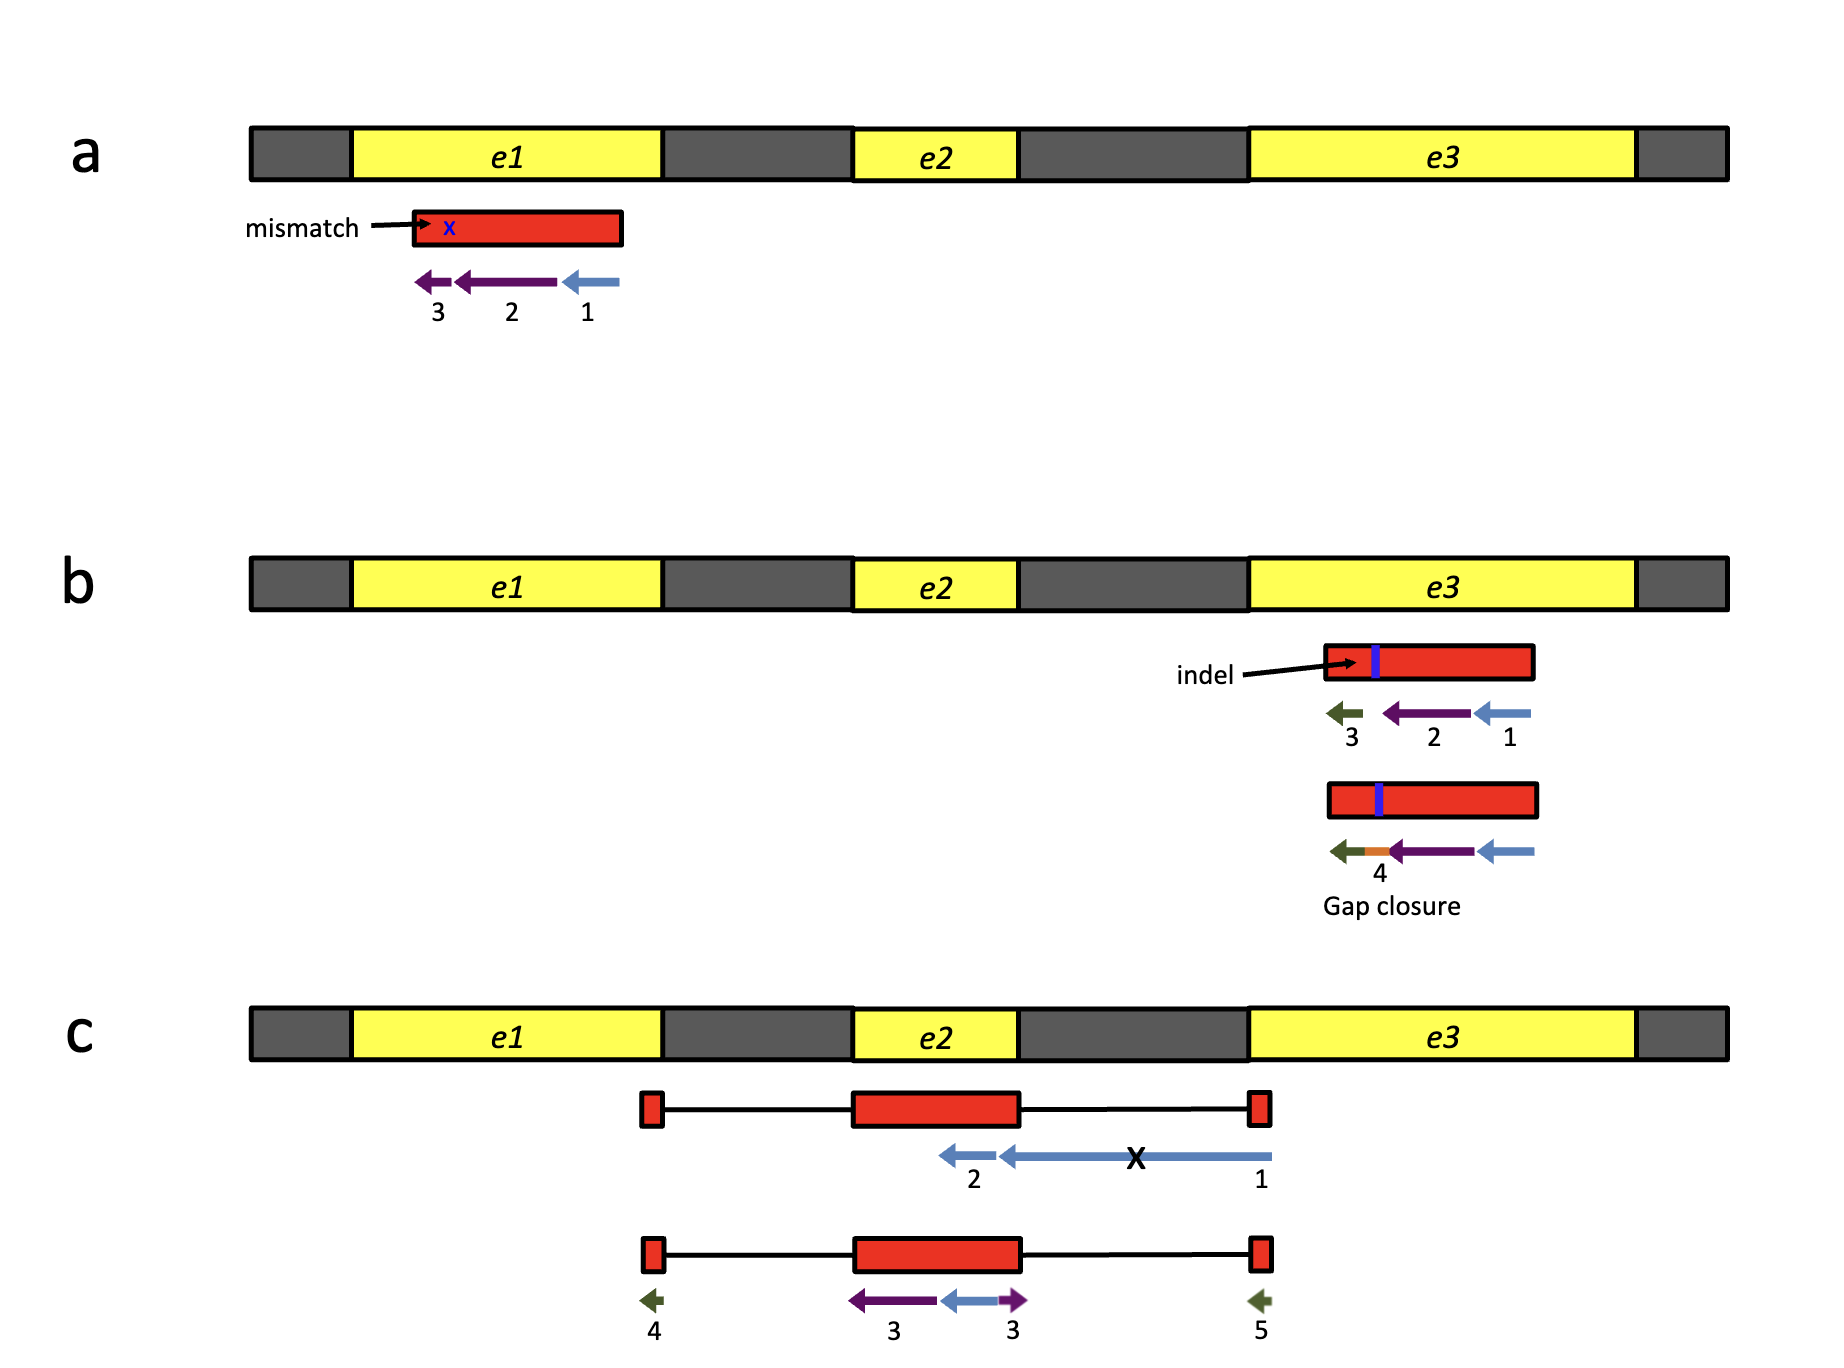 a
e1 e2 e3
mismatch x
3 2 1
b
e1 e2 e3
indel
3 2 1
4
Gap closure
c
e1 e2 e3
X
2 1
4 3 3 5